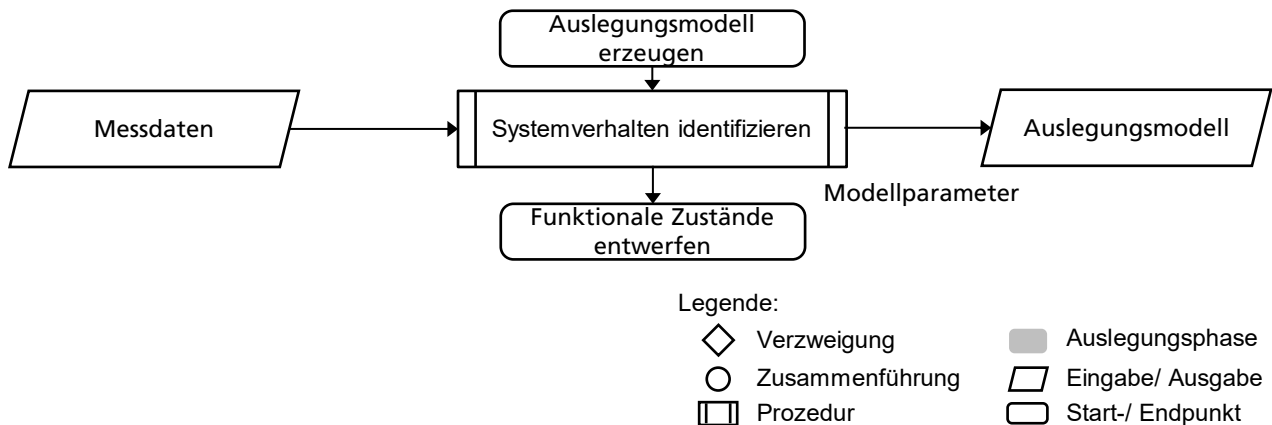 Auslegungsmodell
erzeugen
Messdaten
Systemverhalten identifizieren
Auslegungsmodell
Modellparameter
Funktionale Zustände
entwerfen
Legende:
Verzweigung
Auslegungsphase
Zusammenführung
Eingabe/ Ausgabe
Prozedur
Start-/ Endpunkt